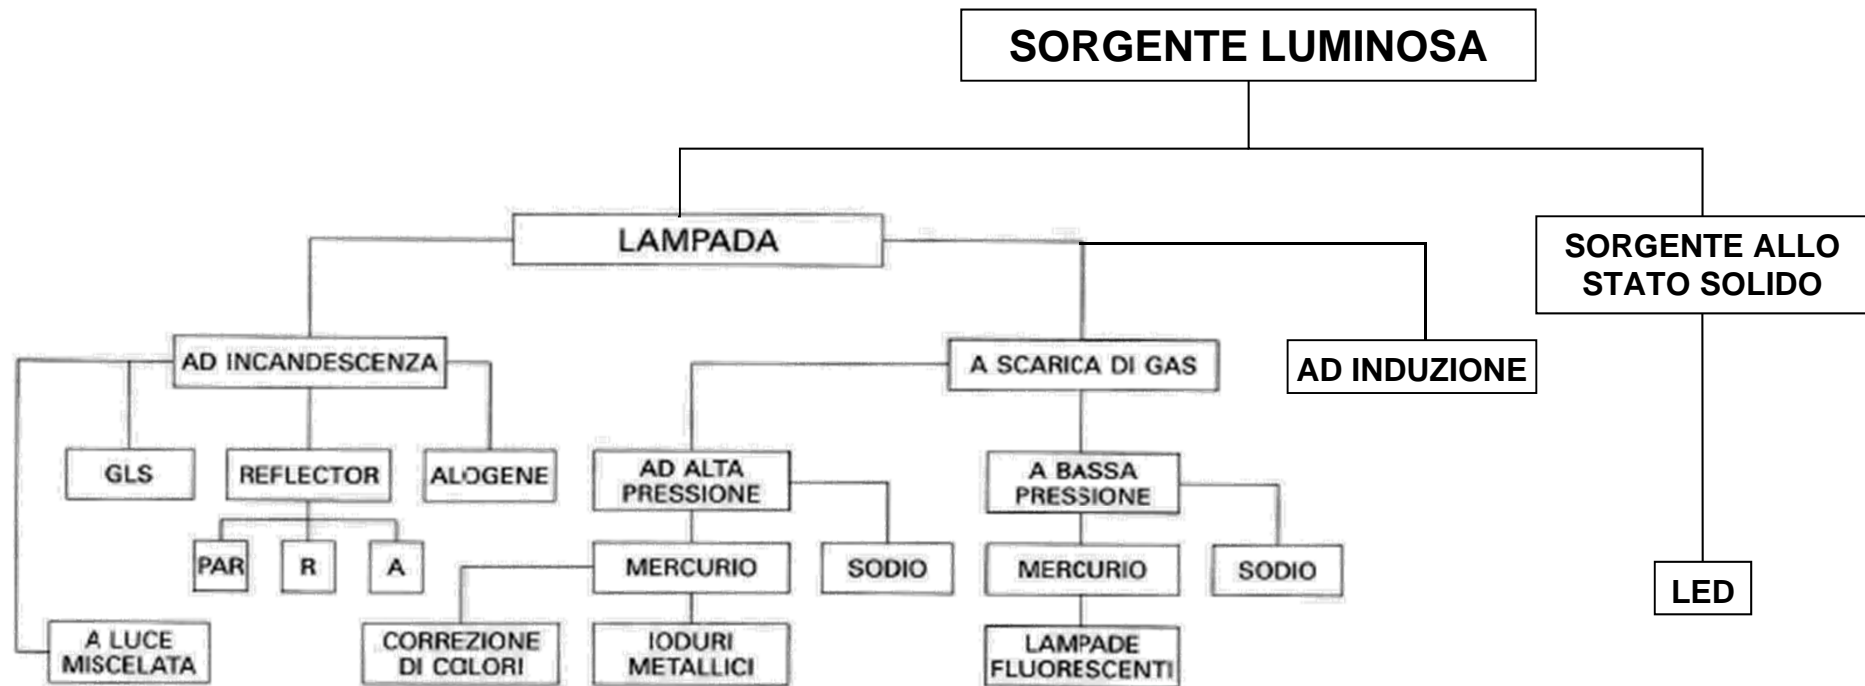 SORGENTE LUMINOSA
LAMPADA
SORGENTE ALLO
STATO SOLIDO
AD INCANDESCENZA
A SCARICA DI GAS
AD INDUZIONE
GLS
REFLECTOR
ALOGENE
AD ALTA
PRESSIONE
A BASSA
PRESSIONE
PAR
R
A
MERCURIO
SODIO
MERCURIO
SODIO
LED
A LUCE
MISCELATA
CORREZIONE
DI COLORI
IODURI
METALLICI
LAMPADE
FLUORESCENTI